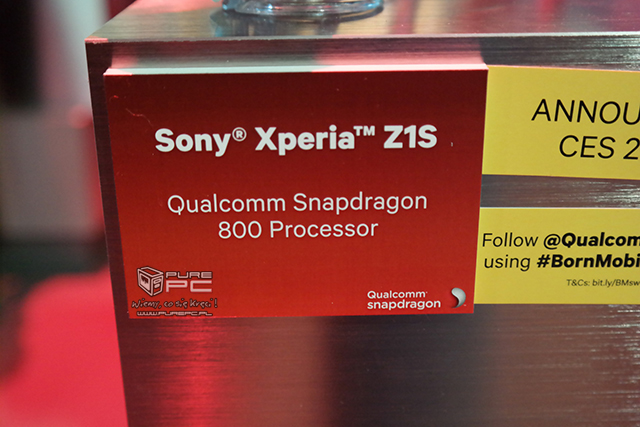 Sony® Xperia™ Z1S
Qualcomm Snapdragon
800 Processor
PURE
PC
Wiemy, co się kręci!
WWW.PUREPC.PL
Qualcomm®
snapdragon
ANNOU
CES 2
Follow @Qualcom
using #BornMobi
T&Cs: bit.ly/BMsw